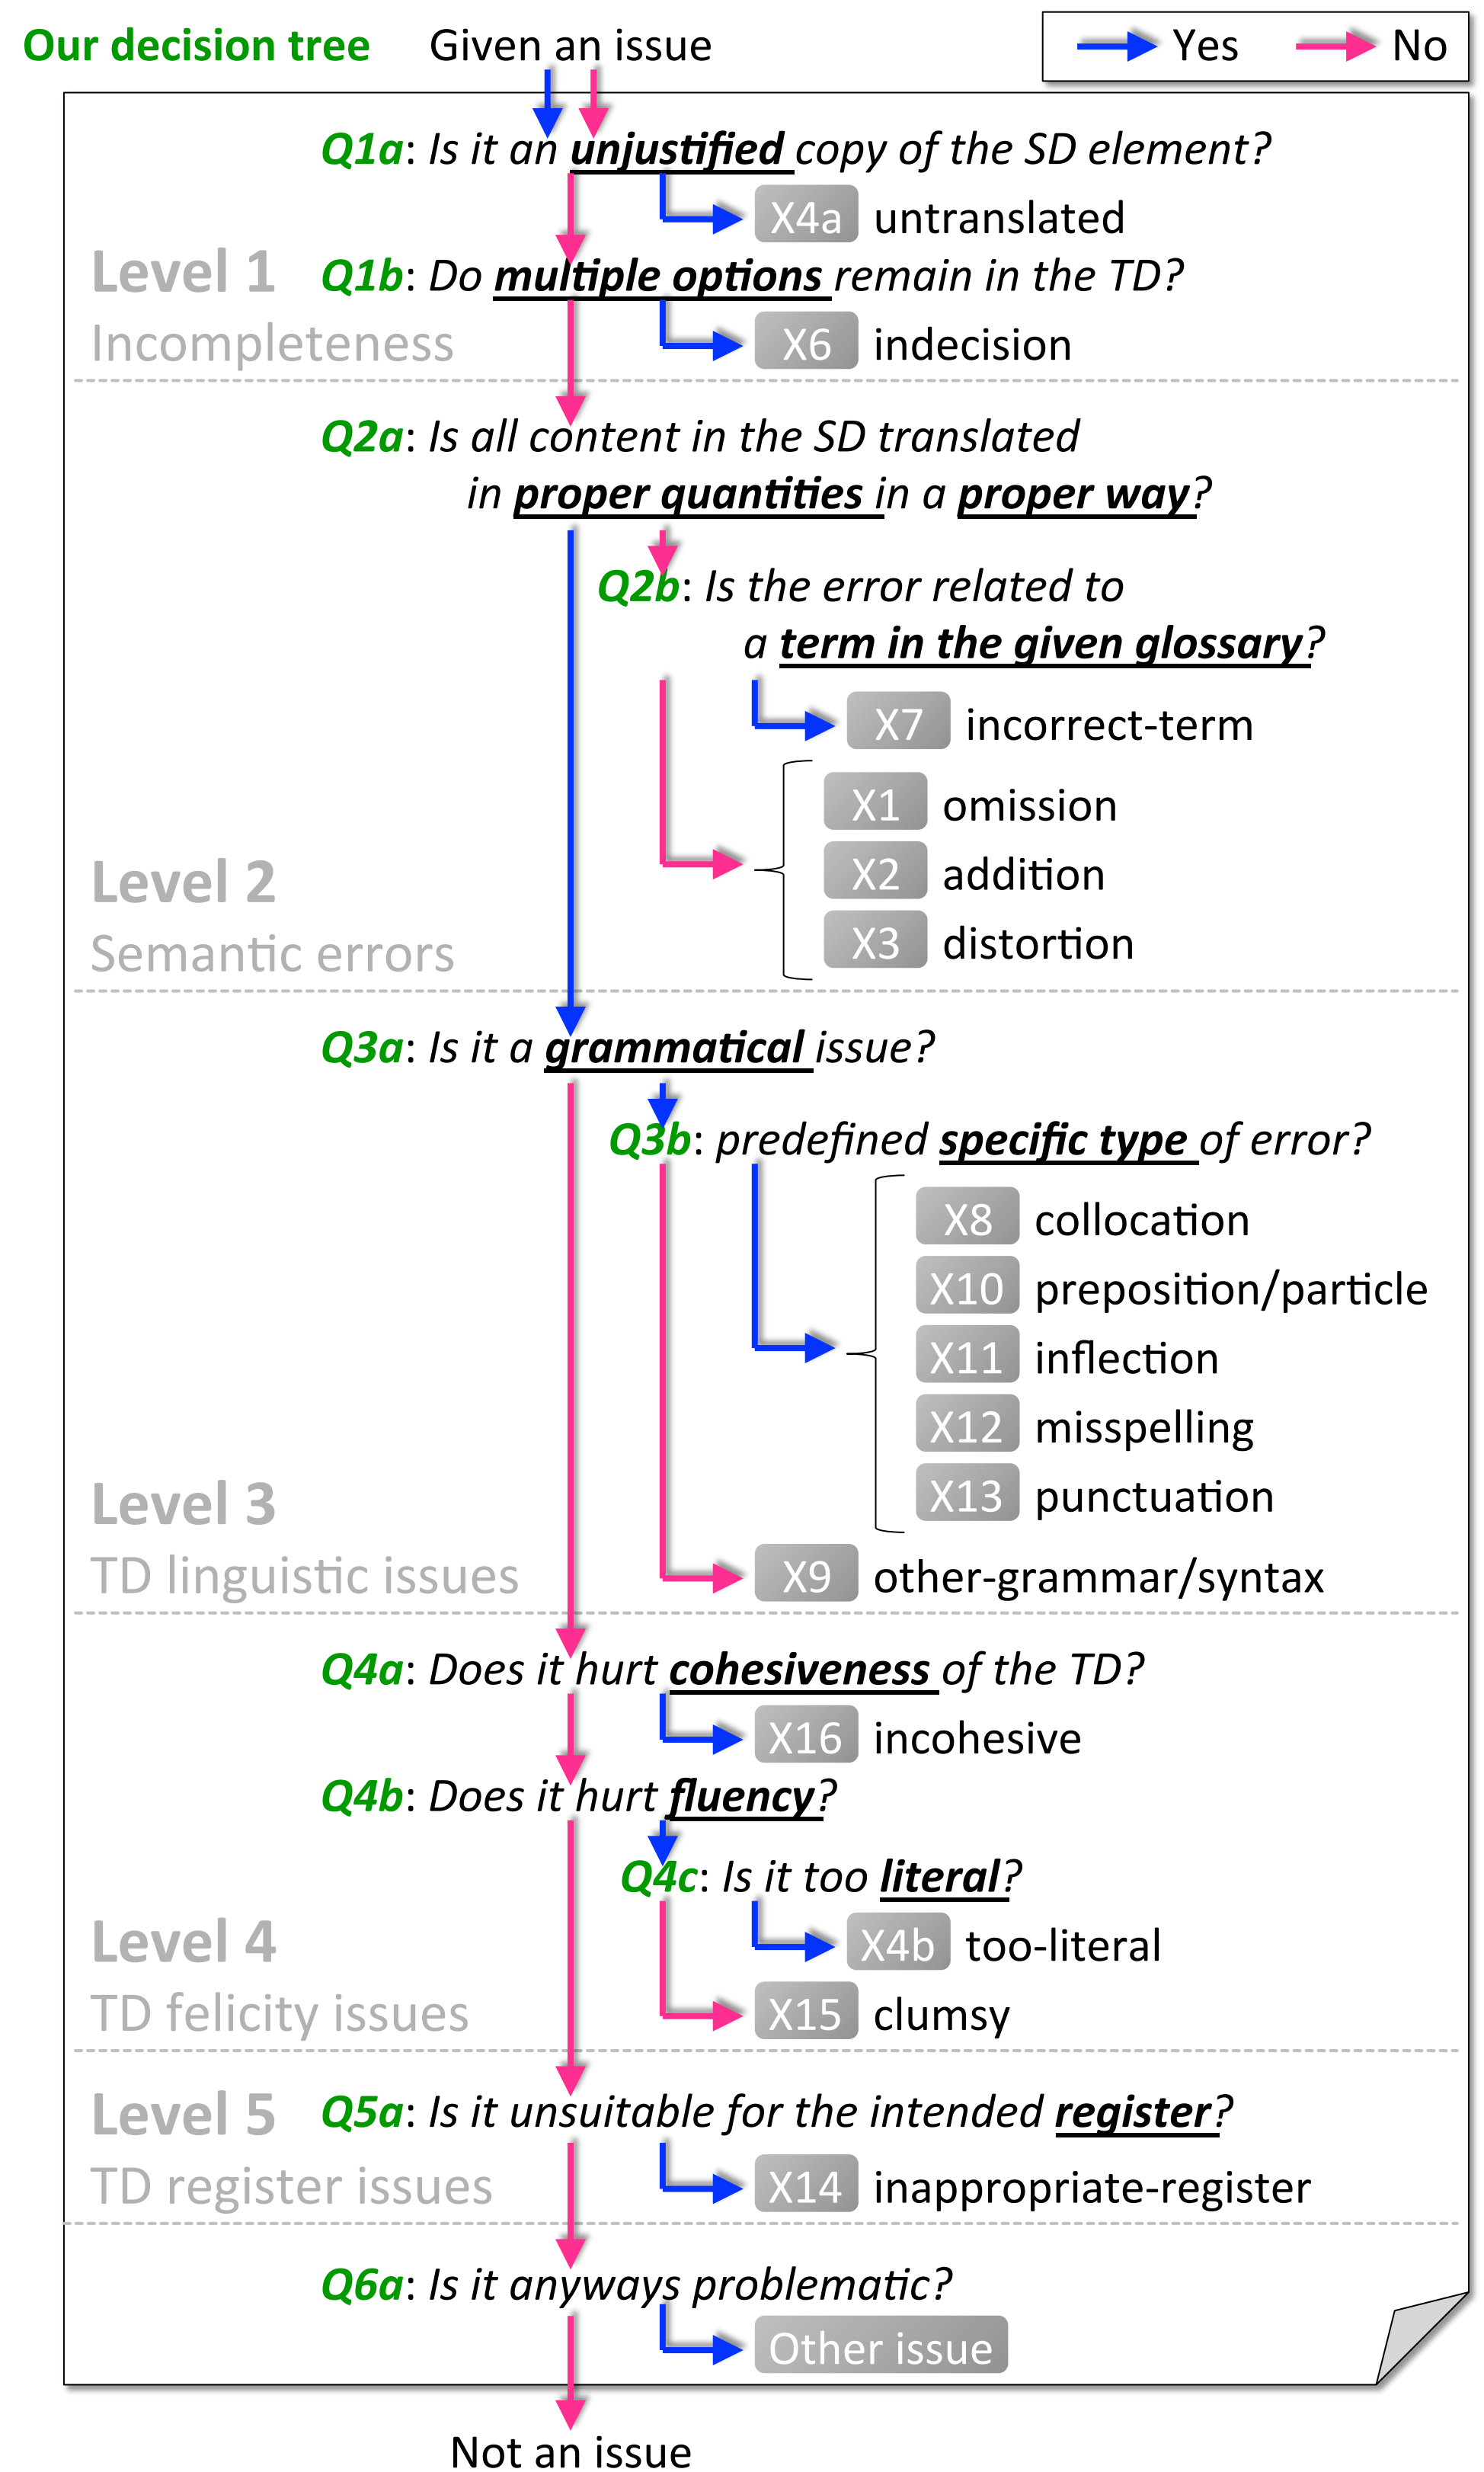 Our decision tree Given an issue Yes No
Q1a: Is it an unjustified copy of the SD element?
X4a untranslated
Level 1 Q1b: Do multiple options remain in the TD?
Incompleteness X6 indecision
Q2a: Is all content in the SD translated
in proper quantities in a proper way?
Q2b: Is the error related to
a term in the given glossary?
X7 incorrect-term
X1 omission
Level 2 X2 addition
Semantic errors X3 distortion
Q3a: Is it a grammatical issue?
Q3b: predefined specific type of error?
X8 collocation
X10 preposition/particle
X11 inflection
X12 misspelling
Level 3 X13 punctuation
TD linguistic issues X9 other-grammar/syntax
Q4a: Does it hurt cohesiveness of the TD?
X16 incohesive
Q4b: Does it hurt fluency?
Q4c: Is it too literal?
Level 4 X4b too-literal
TD felicity issues X15 clumsy
Level 5 Q5a: Is it unsuitable for the intended register?
TD register issues X14 inappropriate-register
Q6a: Is it anyways problematic?
Other issue
Not an issue